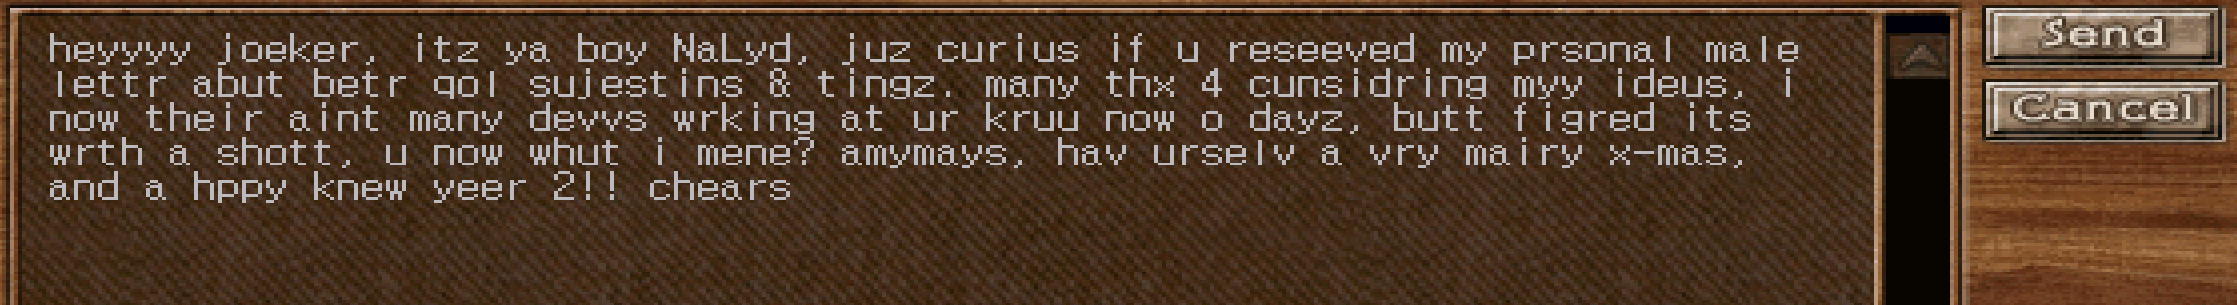 heyyyy joeker, itz ya boy NaLyd, juz curius if u reseeved my prsonal male
lettr abut betr qol sujestins & tingz. many thx 4 cunsidring myy ideus, i
now their aint many devvs wrking at ur kruu now o dayz, butt figred its
wrth a shott, u now whut i mene? amymays, hav urselv a vry mairy x-mas,
and a hppy knew yeer 2!! chears
Send
Cancel